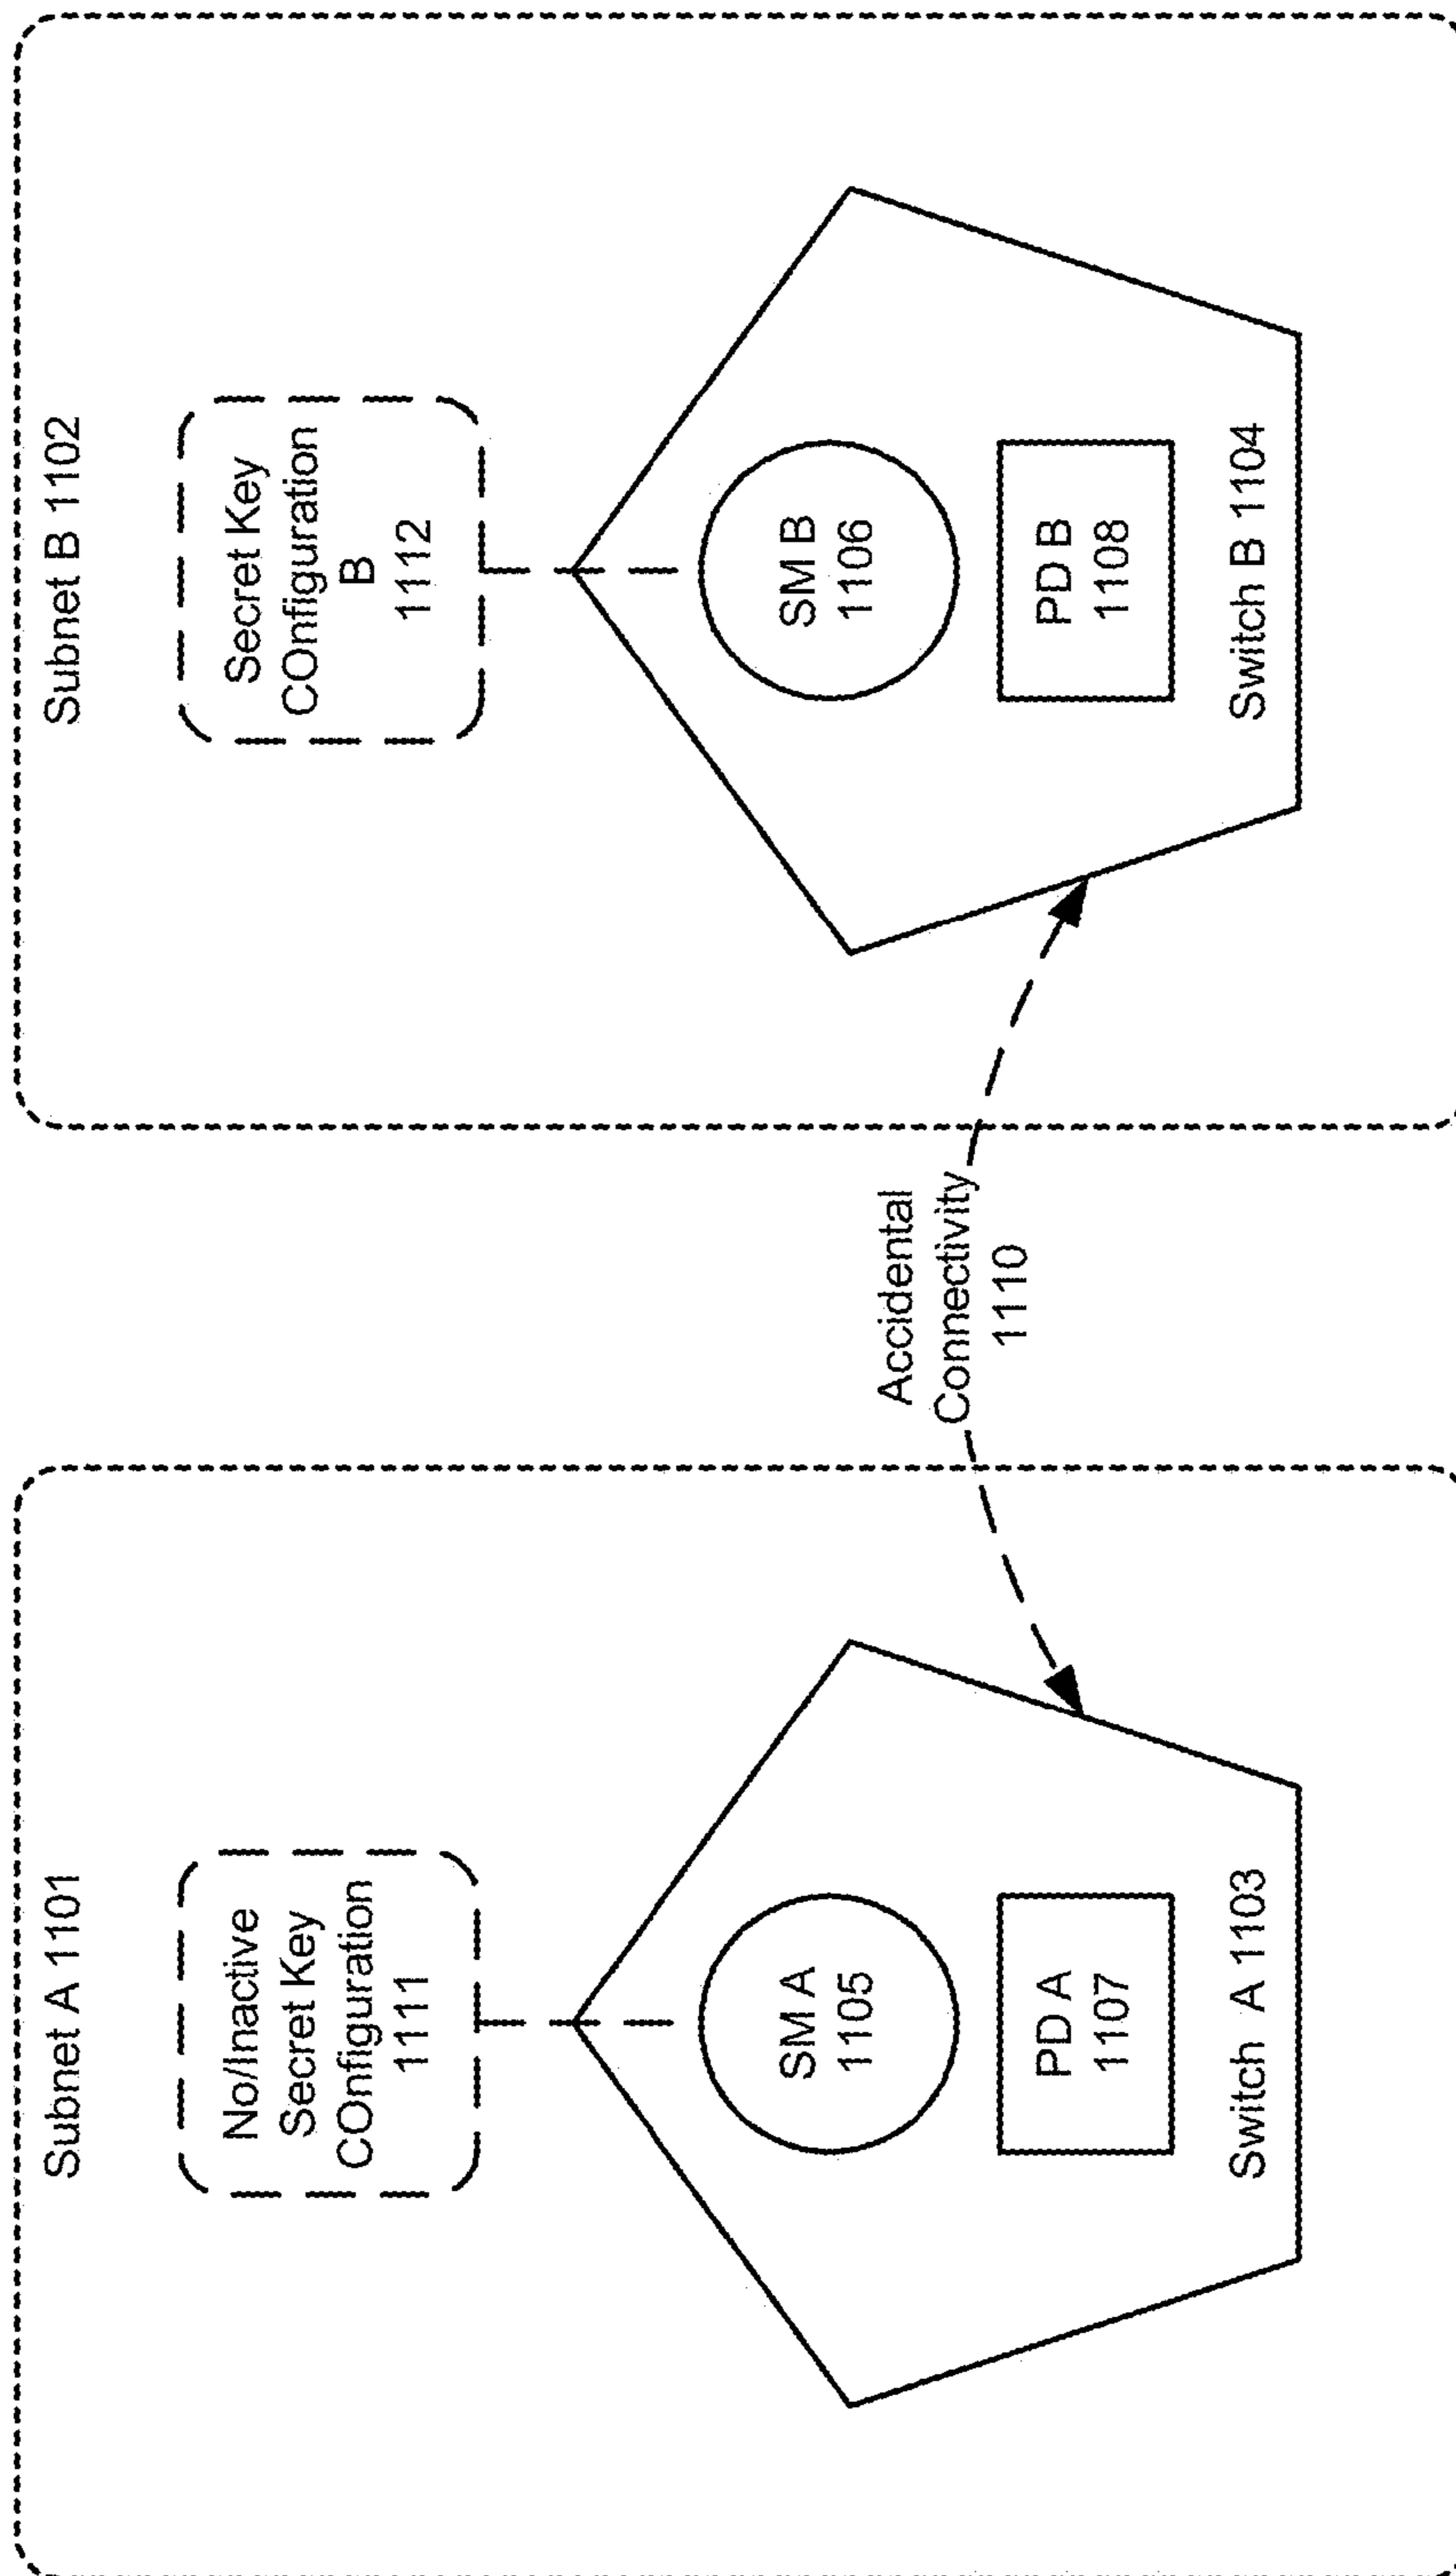 Subnet A 1101
No/Inactive
Secret Key
COnfiguration
1111
SM A
1105
PD A
1107
Switch A 1103
Accidental
Connectivity
1110
Subnet B 1102
Secret Key
COnfiguration
B
1112
SM B
1106
PD B
1108
Switch B 1104